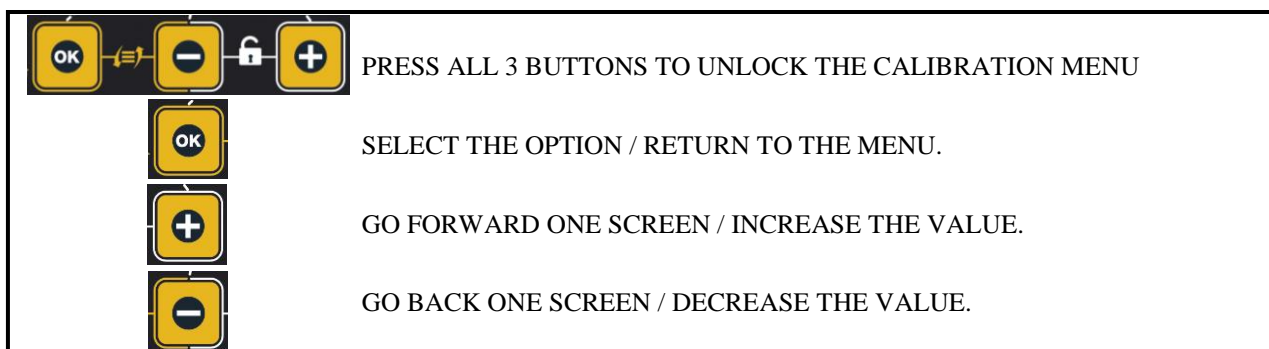 OK PRESS ALL 3 BUTTONS TO UNLOCK THE CALIBRATION MENU
OK SELECT THE OPTION / RETURN TO THE MENU.
GO FORWARD ONE SCREEN / INCREASE THE VALUE.
GO BACK ONE SCREEN / DECREASE THE VALUE.